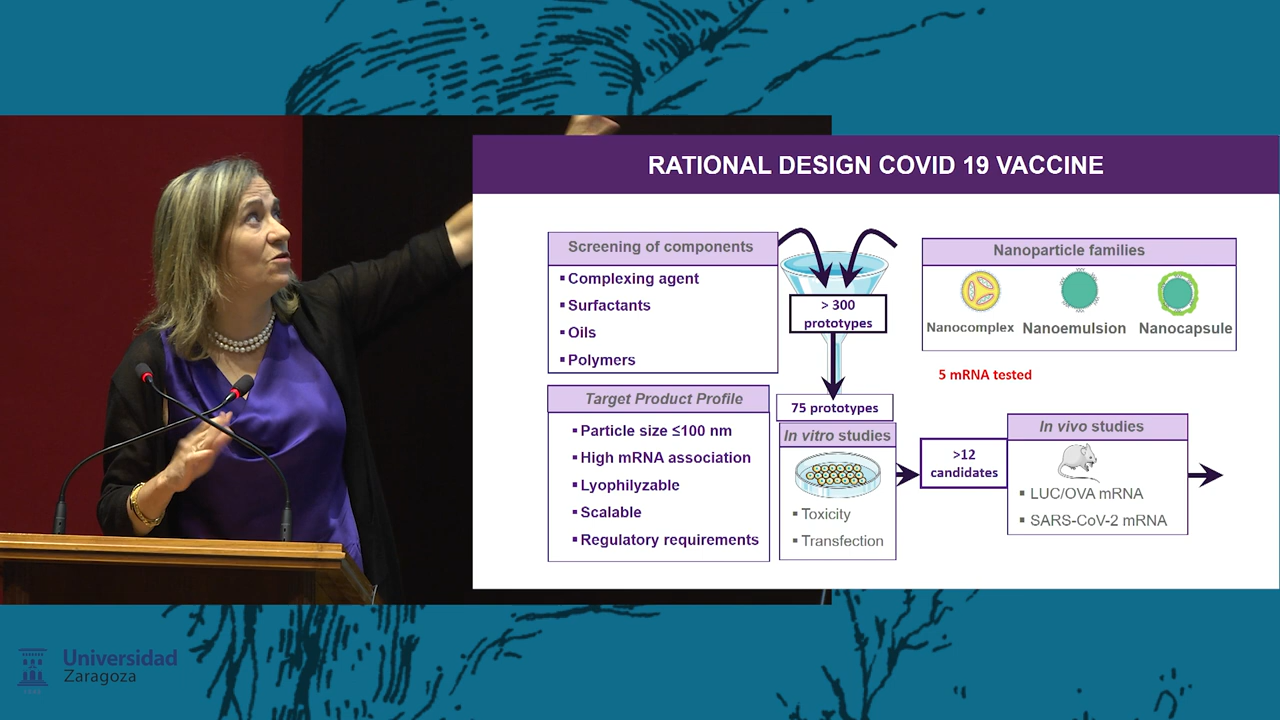 RATIONAL DESIGN COVID 19 VACCINE
Screening of components
▪ Complexing agent
▪ Surfactants
▪ Oils
▪ Polymers
> 300
prototypes
Nanoparticle families
Nanocomplex Nanoemulsion Nanocapsule
5 mRNA tested
Target Product Profile
▪ Particle size ≤100 nm
▪ High mRNA association
▪ Lyophilyzable
▪ Scalable
▪ Regulatory requirements
75 prototypes
In vitro studies
▪ Toxicity
▪ Transfection
>12
candidates
In vivo studies
▪ LUC/OVA mRNA
▪ SARS-CoV-2 mRNA
Universidad
Zaragoza